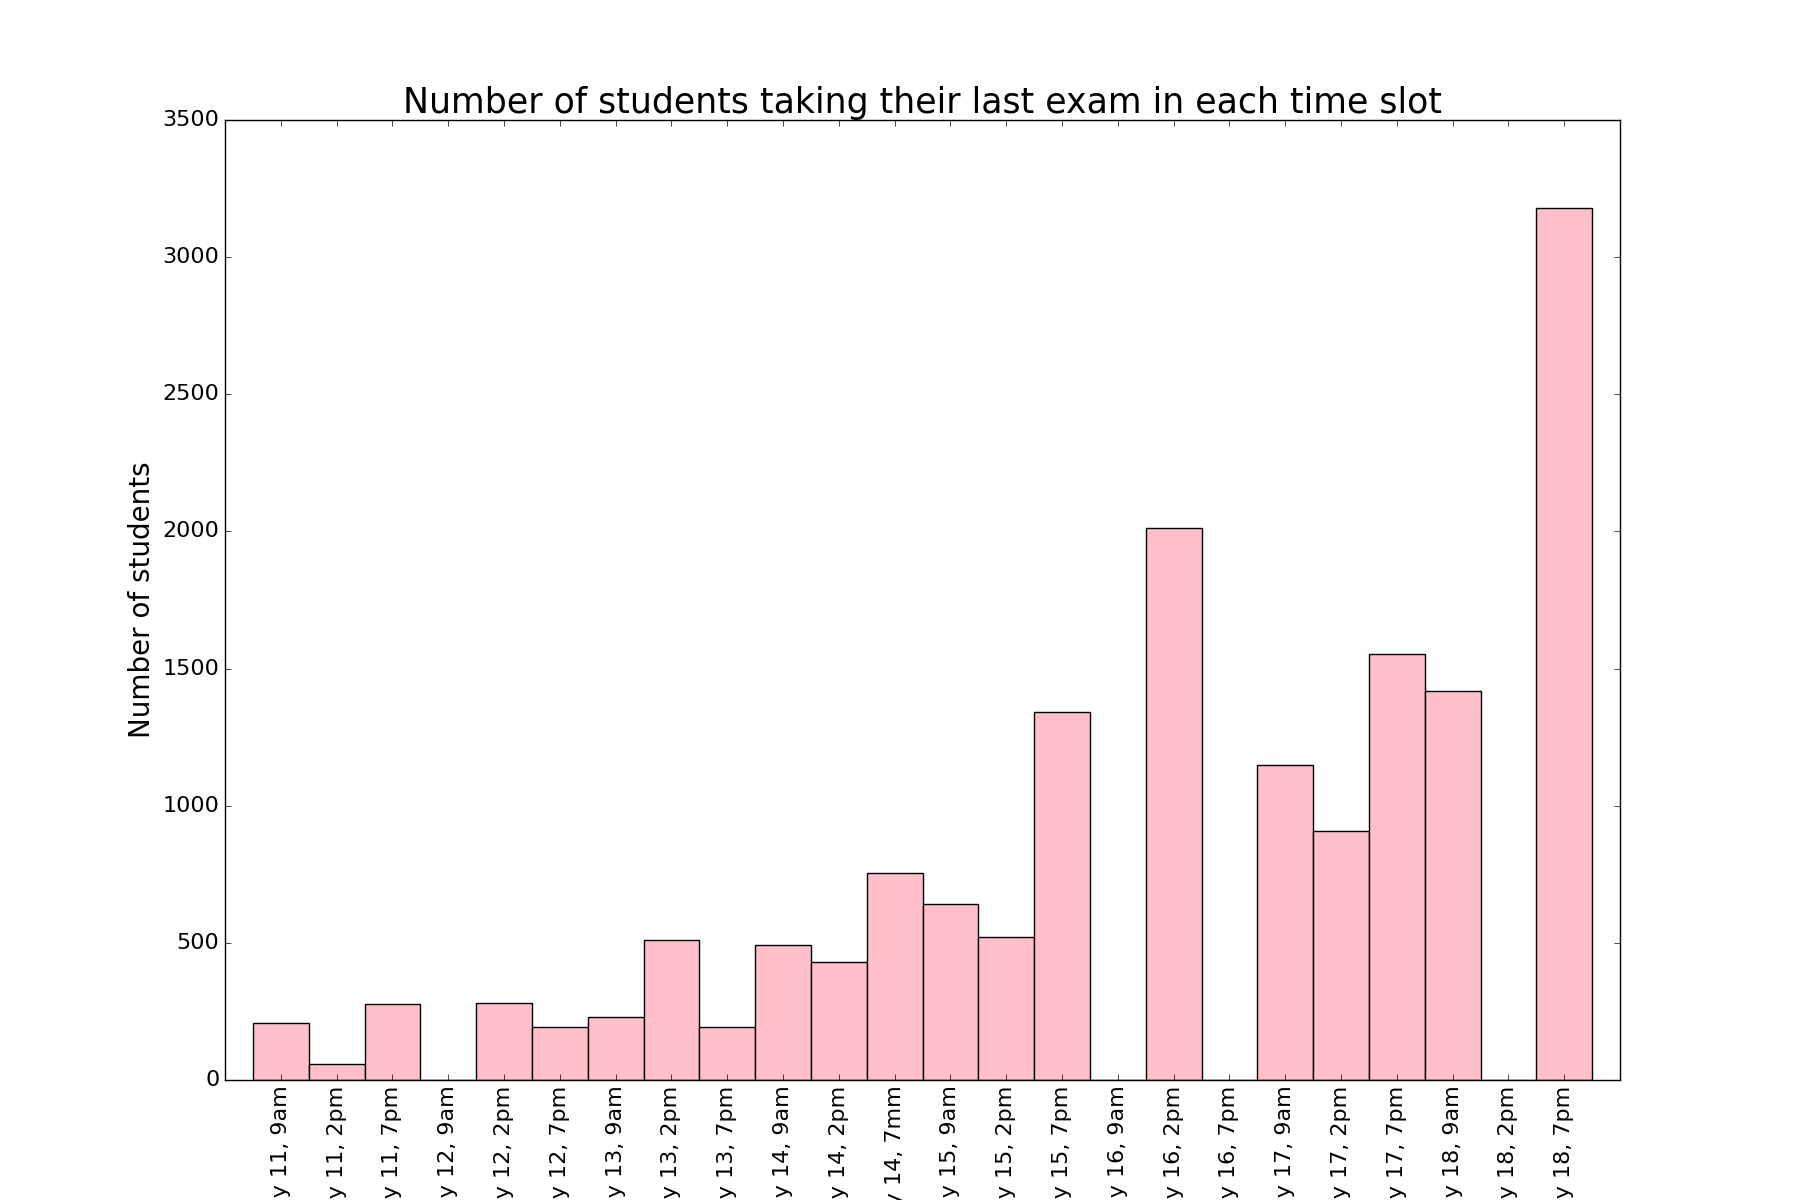 Number of students taking their last exam in each time slot
Number of students
3500
3000
2500
2000
1500
1000
500
0
y 11, 9am
y 11, 2pm
y 11, 7pm
y 12, 9am
y 12, 2pm
y 12, 7pm
y 13, 9am
y 13, 2pm
y 13, 7pm
y 14, 9am
y 14, 2pm
y 14, 7mm
y 15, 9am
y 15, 2pm
y 15, 7pm
y 16, 9am
y 16, 2pm
y 16, 7pm
y 17, 9am
y 17, 2pm
y 17, 7pm
y 18, 9am
y 18, 2pm
y 18, 7pm